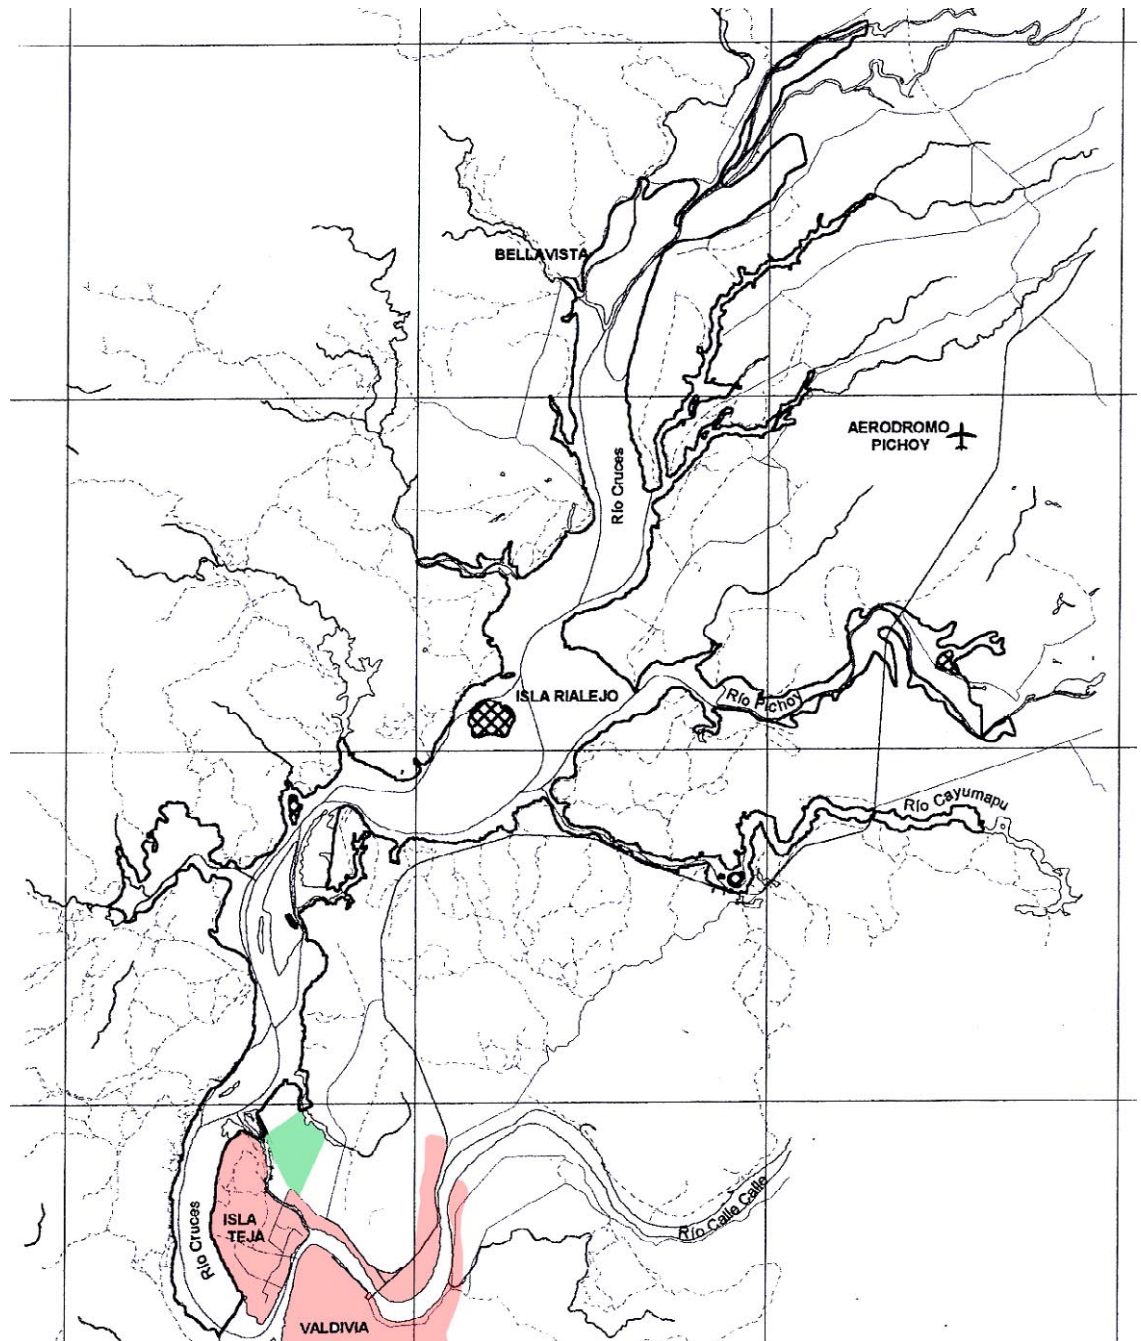 BELLAVISTA
AERODROMO
PICHOY
Río Cruces
ISLA RIALEJO
Río Pichoy
Río Cayumapu
Río Cruces
ISLA
TEJA
Río Calle Calle
VALDIVIA